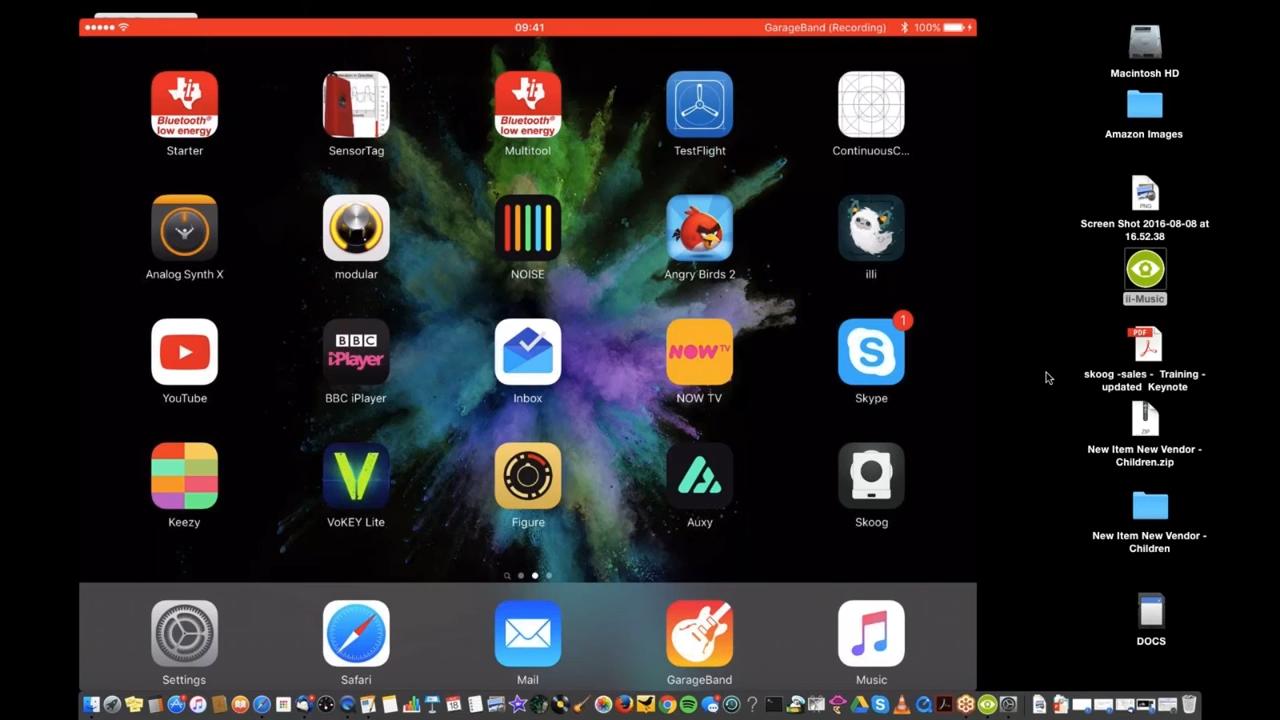 09:41
GarageBand (Recording)
100%
Bluetooth®
low energy
Starter
SensorTag
Bluetooth®
low energy
Multitool
TestFlight
ContinuousC...
Analog Synth X
modular
NOISE
Angry Birds 2
illi
YouTube
BBC
iPlayer
BBC iPlayer
Inbox
NOW TV
NOW TV
1
Skype
Keezy
VoKEY Lite
Figure
Auxy
Skoog
Settings
Safari
Mail
GarageBand
Music
Macintosh HD
Amazon Images
PNG
Screen Shot 2016-08-08 at
16.52.38
ii-Music
PDF
skoog -sales - Training -
updated Keynote
ZIP
New Item New Vendor -
Children.zip
New Item New Vendor -
Children
DOCS
18